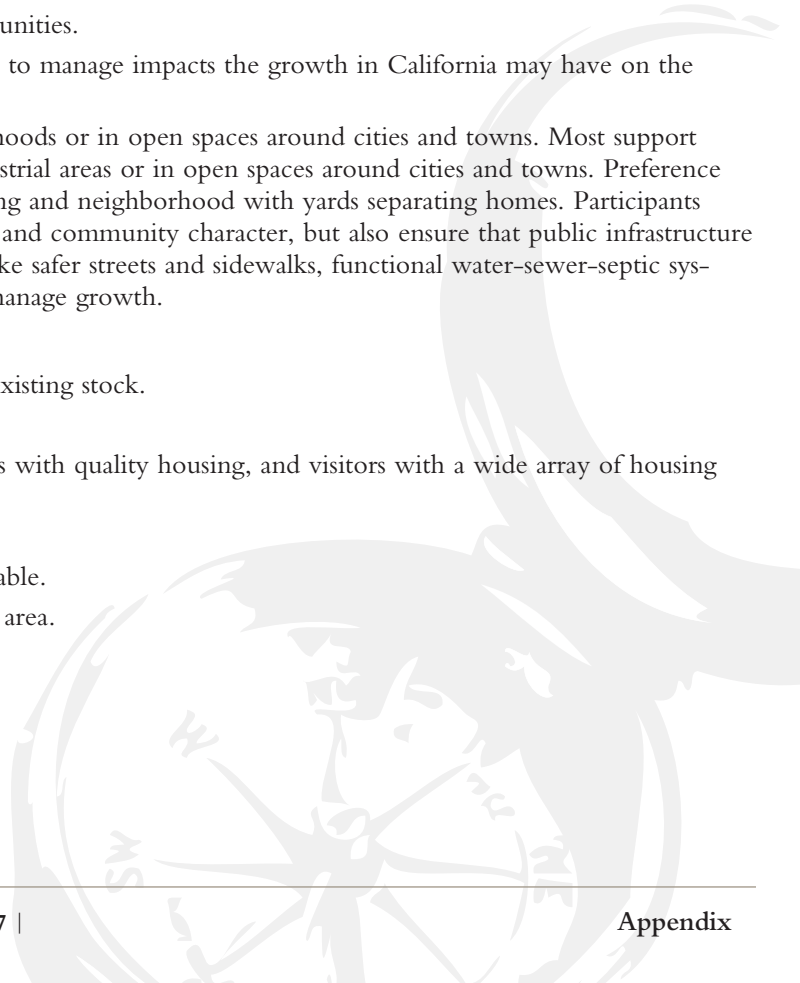 unities.
to manage impacts the growth in California may have on the
hoods or in open spaces around cities and towns. Most support
strial areas or in open spaces around cities and towns. Preference
ng and neighborhood with yards separating homes. Participants
and community character, but also ensure that public infrastructure
ke safer streets and sidewalks, functional water-sewer-septic sys-
manage growth.
xisting stock.
s with quality housing, and visitors with a wide array of housing
able.
area.
W
SW
NE
7 |
Appendix